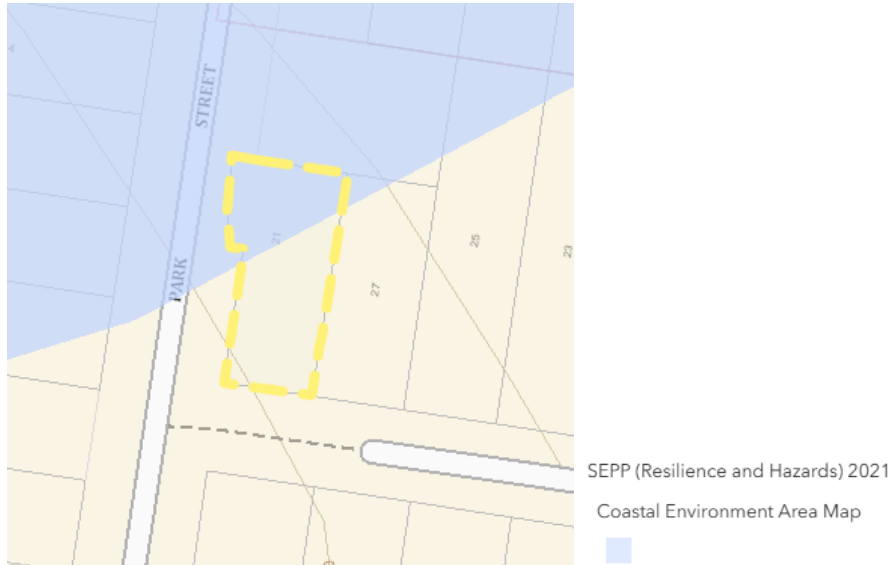 STREET
PARK
21
25
23
27
SEPP (Resilience and Hazards) 2021
Coastal Environment Area Map